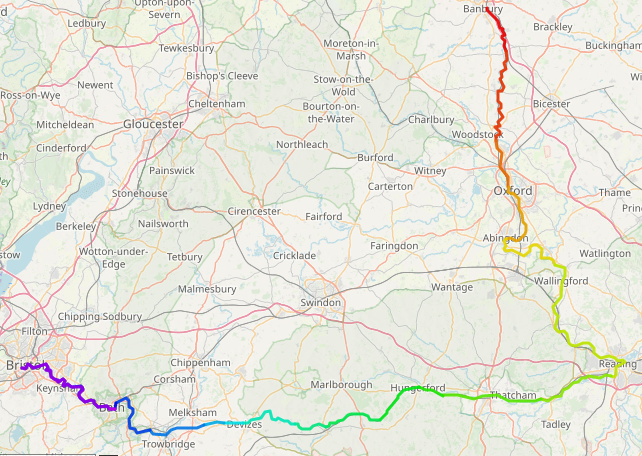 Banbury
Upton-upon-
Severn
Ledbury
Brackley
Tewkesbury
Moreton-in-
Marsh
Buckingham
Bishop's Cleeve
Newent
Stow-on-the-
Wold
Ross-on-Wye
Cheltenham
Bourton-on-
the-Water
Bicester
Mitcheldean
Gloucester
Charlbury
Woodstock
Cinderford
Northleach
Burford
Painswick
Witney
Stonehouse
Carterton
Oxford
Thame
Lydney
Cirencester
Fairford
Berkeley
Nailsworth
Abingdon
Wotton-under-
Edge
Tetbury
Cricklade
Faringdon
Watlington
Malmesbury
Wantage
Wallingford
Swindon
Chipping Sodbury
Filton
Bristol
Chippenham
Reading
Corsham
Keynsham
Marlborough
Hungerford
Thatcham
Bath
Melksham
Devizes
Tadley
Trowbridge